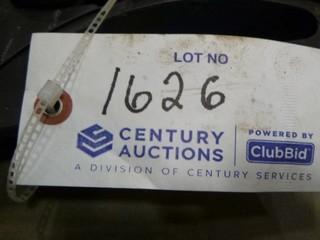 LOT NO
1626
CENTURY AUCTIONS
POWERED BY
ClubBid
A DIVISION OF CENTURY SERVICES